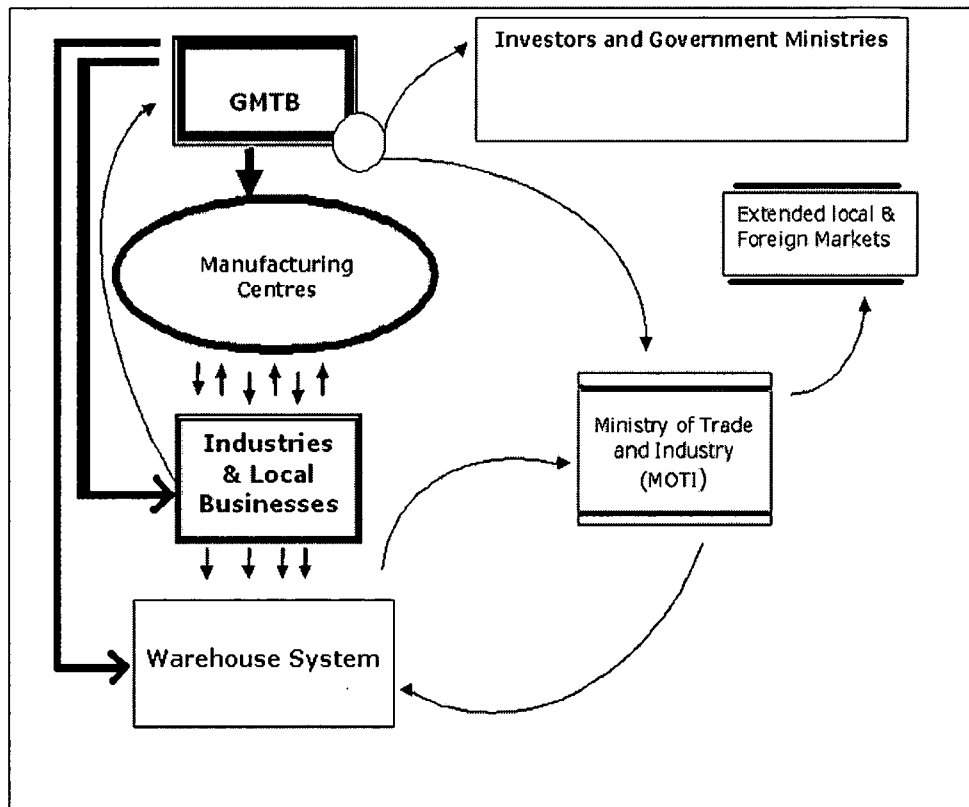 Investors and Government Ministries
GMTB
Extended local &
Foreign Markets
Manufacturing
Centres
Ministry of Trade
and Industry
(MOTI)
Industries
& Local
Businesses
Warehouse System